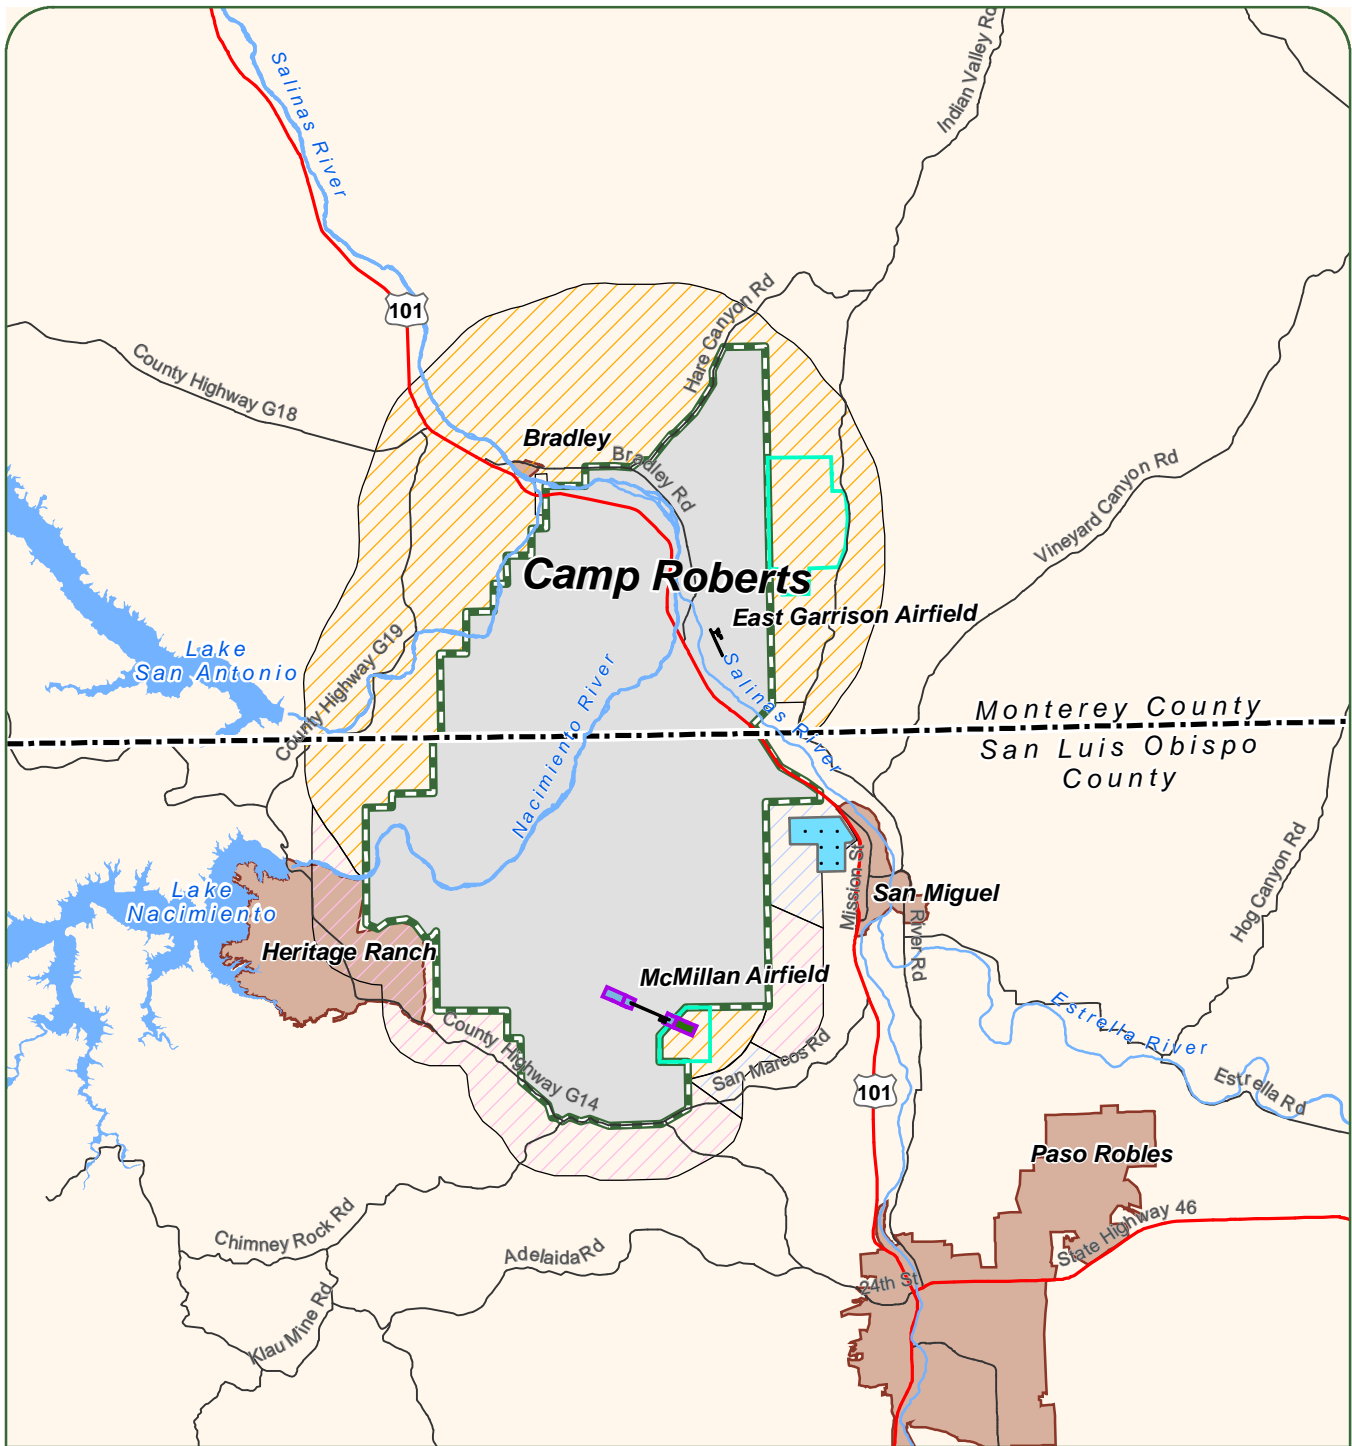 Salinas River
Indian Valley Rd
101
Hare Canyon Rd
County Highway G18
Bradley
Bradley Rd
Vineyard Canyon Rd
Camp Roberts
East Garrison Airfield
Lake
San Antonio
County Highway G19
Nacimiento River
Salinas River
Monterey County
San Luis Obispo
County
Mission St
San Miguel
River Rd
Hog Canyon Rd
Lake
Nacimiento
Heritage Ranch
McMillan Airfield
County Highway G14
San Marcos Rd
Estrella River
Estrella Rd
101
Paso Robles
State Highway 46
24th St
Chimney Rock Rd
Adelaida Rd
Klau Mine Rd